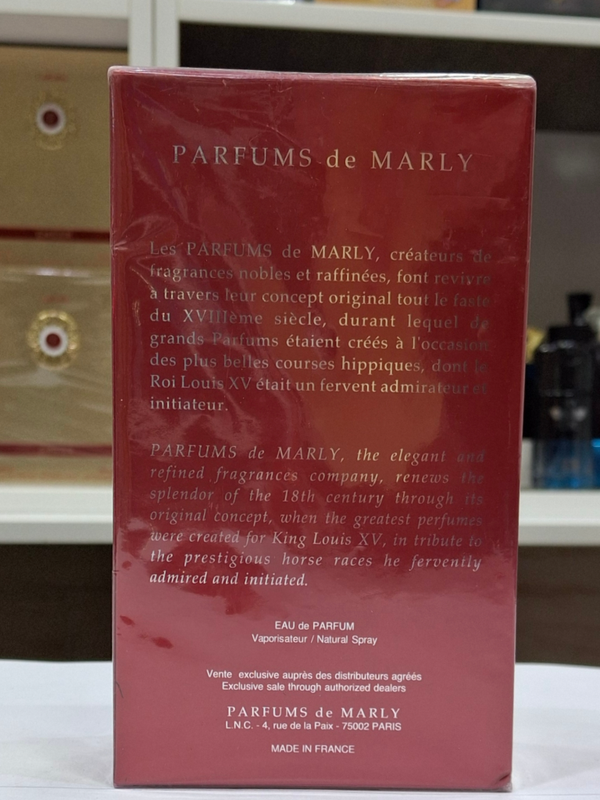 PARFUMS de MARLY
Les PARFUMS de MARLY, créateurs de
fragrances nobles et raffinées, font revivre
à travers leur concept original tout le faste
du XVIIIème siècle, durant lequel de
grands Parfums étaient créés à l'occasion
des plus belles courses hippiques, dont le
Roi Louis XV était un fervent admirateur et
initiateur.
PARFUMS de MARLY, the elegant and
refined fragrances company, renews the
splendor of the 18th century through its
original concept, when the greatest perfumes
were created for King Louis XV, in tribute to
the prestigious horse races he fervently
admired and initiated.
EAU de PARFUM
Vaporisateur / Natural Spray
Vente exclusive auprès des distributeurs agréés
Exclusive sale through authorized dealers
PARFUMS de MARLY
L.N.C. - 4, rue de la Paix - 75002 PARIS
MADE IN FRANCE